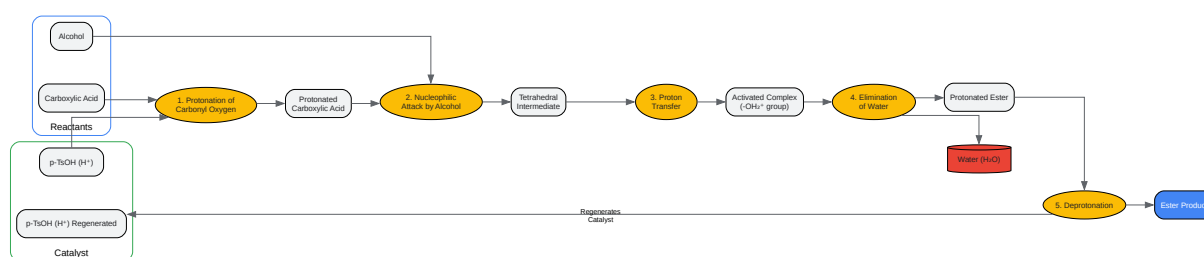 Alcohol
Carboxylic Acid
Reactants
1. Protonation of
Carbonyl Oxygen
Protonated
Carboxylic Acid
2. Nucleophilic
Attack by Alcohol
Tetrahedral
Intermediate
3. Proton
Transfer
Activated Complex
(-OH₂⁺ group)
4. Elimination
of Water
Protonated Ester
Water (H₂O)
p-TsOH (H⁺)
p-TsOH (H⁺) Regenerated
Catalyst
Regenerates
Catalyst
5. Deprotonation
Ester Produc